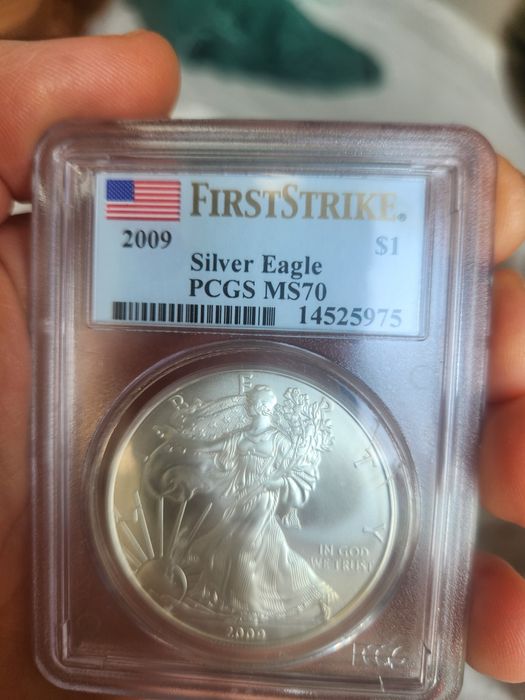 FIRSTSTRIKE®
2009 $1
Silver Eagle
PCGS MS70
14525975
LIBERTY
IN GOD
WE TRUST
2009
PCGS